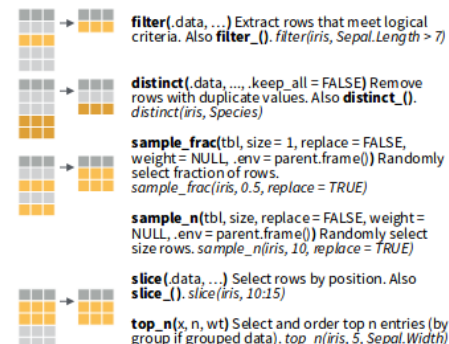 filter(.data, …) Extract rows that meet logical
criteria. Also filter_(). filter(iris, Sepal.Length > 7)
distinct(.data, ..., .keep_all = FALSE) Remove
rows with duplicate values. Also distinct_().
distinct(iris, Species)
sample_frac(tbl, size = 1, replace = FALSE,
weight = NULL, .env = parent.frame()) Randomly
select fraction of rows.
sample_frac(iris, 0.5, replace = TRUE)
sample_n(tbl, size, replace = FALSE, weight =
NULL, .env = parent.frame()) Randomly select
size rows. sample_n(iris, 10, replace = TRUE)
slice(.data, …) Select rows by position. Also
slice_(). slice(iris, 10:15)
top_n(x, n, wt) Select and order top n entries (by
group if grouped data). top_n(iris, 5, Sepal.Width)